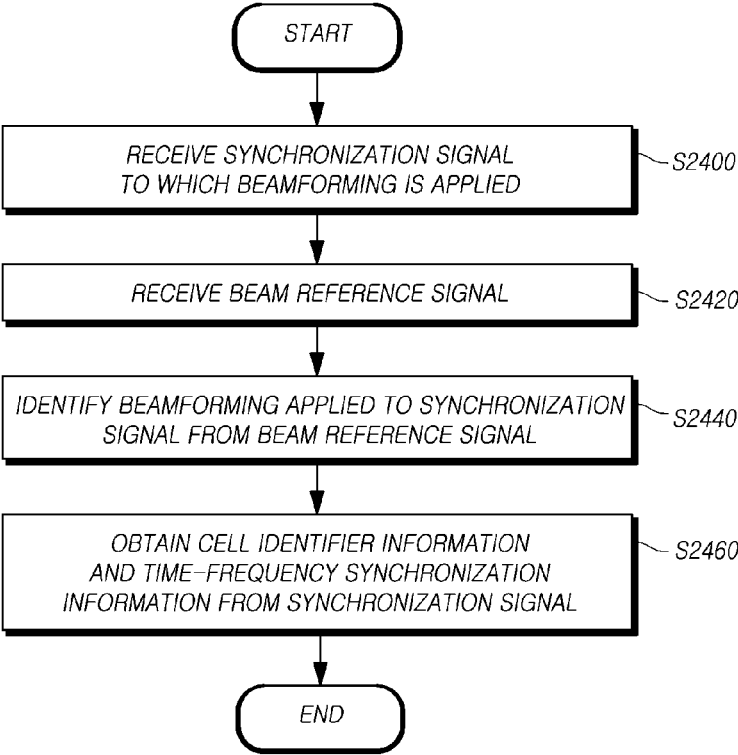 START
RECEIVE SYNCHRONIZATION SIGNAL
TO WHICH BEAMFORMING IS APPLIED
S2400
RECEIVE BEAM REFERENCE SIGNAL
S2420
IDENTIFY BEAMFORMING APPLIED TO SYNCHRONIZATION
SIGNAL FROM BEAM REFERENCE SIGNAL
S2440
OBTAIN CELL IDENTIFIER INFORMATION
AND TIME-FREQUENCY SYNCHRONIZATION
INFORMATION FROM SYNCHRONIZATION SIGNAL
S2460
END